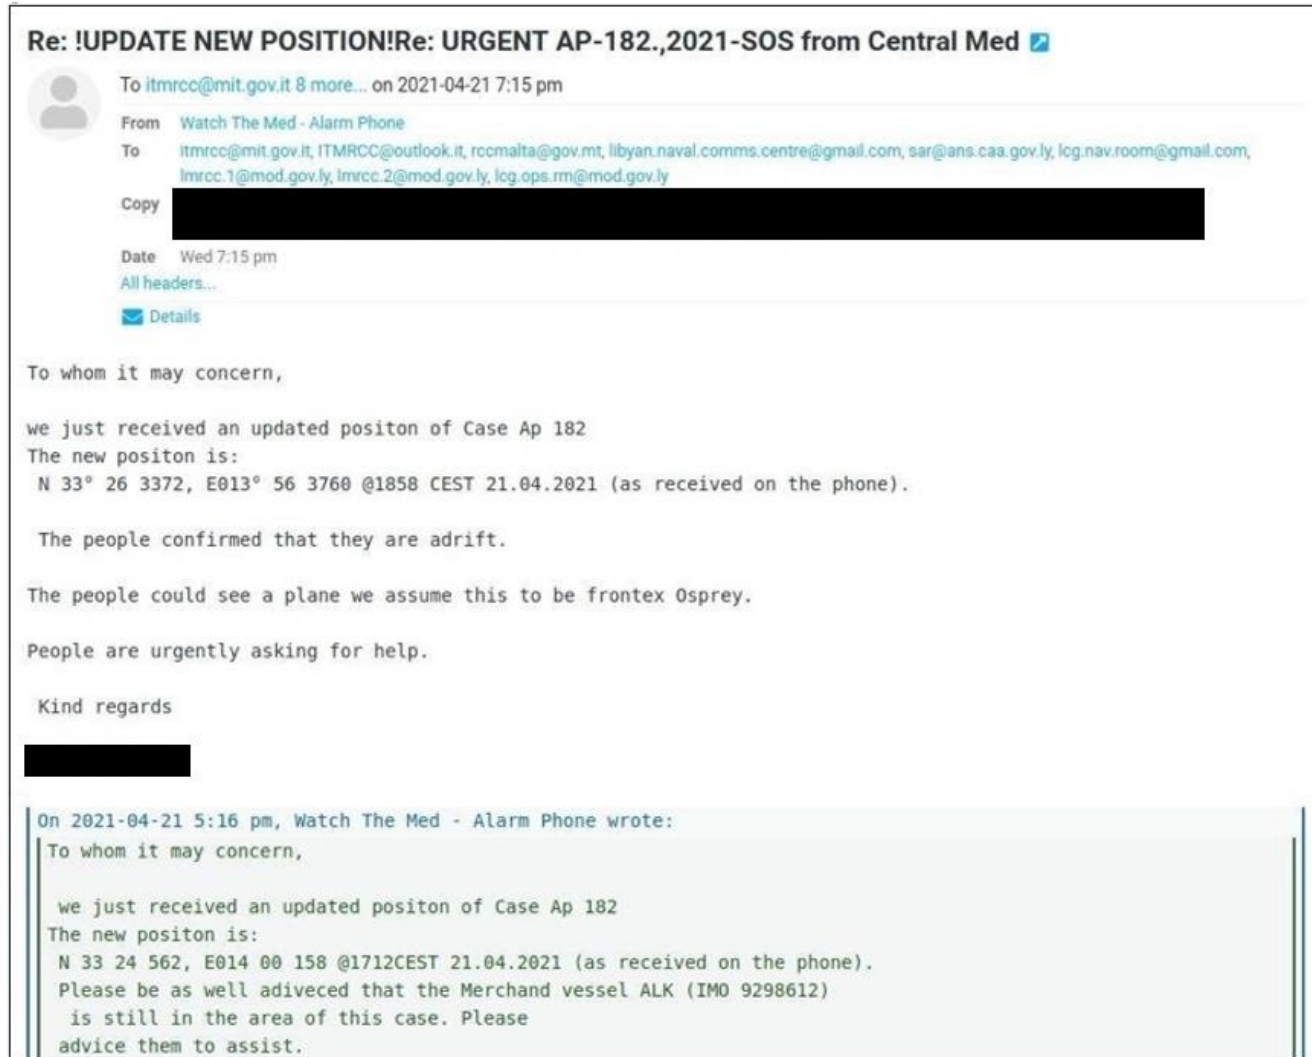 Re: !UPDATE NEW POSITION!Re: URGENT AP-182.,2021-SOS from Central Med
To itmrcc@mit.gov.it 8 more... on 2021-04-21 7:15 pm
From Watch The Med - Alarm Phone
To itmrcc@mit.gov.it, ITMRCC@outlook.it, rccmalta@gov.mt, libyan.naval.comms.centre@gmail.com, sar@ans.caa.gov.ly, lcg.nav.room@gmail.com,
lmrcc.1@mod.gov.ly, lmrcc.2@mod.gov.ly, lcg.ops.rm@mod.gov.ly
Copy
Date Wed 7:15 pm
All headers...
Details
To whom it may concern,
we just received an updated positon of Case Ap 182
The new positon is:
N 33° 26 3372, E013° 56 3760 @1858 CEST 21.04.2021 (as received on the phone).
The people confirmed that they are adrift.
The people could see a plane we assume this to be frontex Osprey.
People are urgently asking for help.
Kind regards
On 2021-04-21 5:16 pm, Watch The Med - Alarm Phone wrote:
To whom it may concern,
we just received an updated positon of Case Ap 182
The new positon is:
N 33 24 562, E014 00 158 @1712CEST 21.04.2021 (as received on the phone).
Please be as well adiveced that the Merchand vessel ALK (IMO 9298612)
is still in the area of this case. Please
advice them to assist.